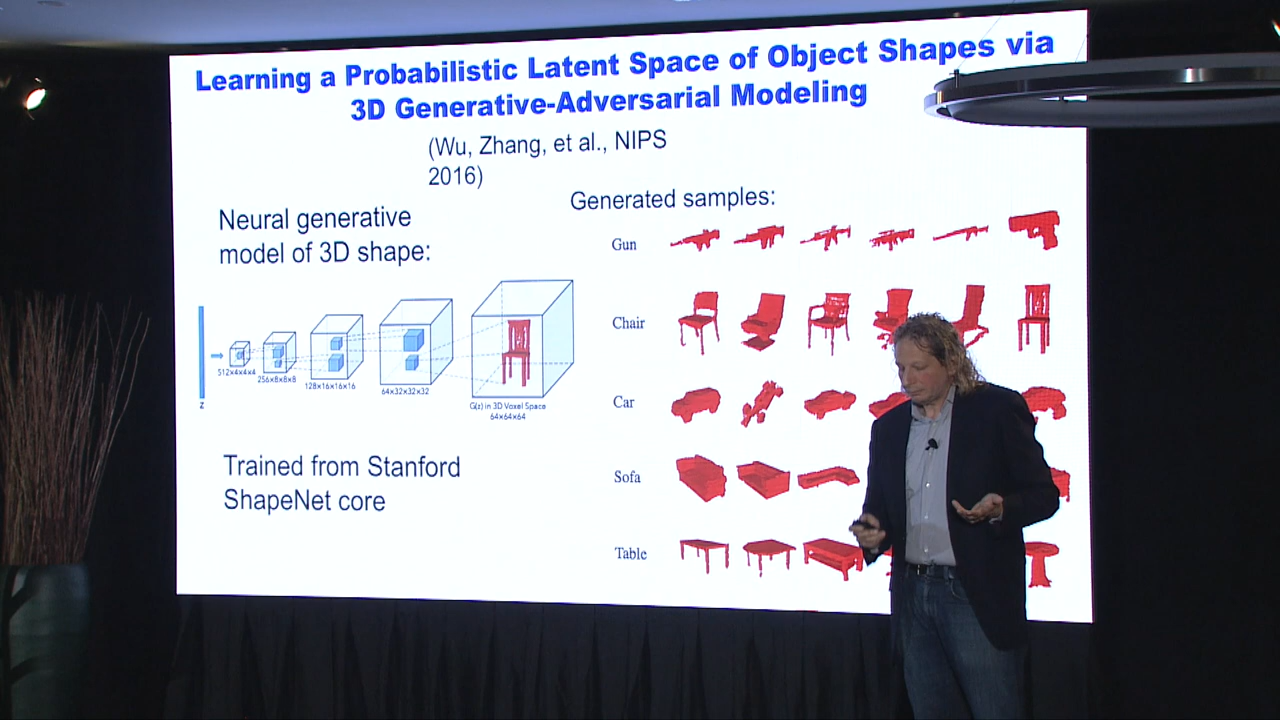 Learning a Probabilistic Latent Space of Object Shapes via
3D Generative-Adversarial Modeling
(Wu, Zhang, et al., NIPS
2016)
Neural generative
model of 3D shape:
z
512×4×4×4
256×8×8×8
128×16×16×16
64×32×32×32
G(z) in 3D Voxel Space
64×64×64
Trained from Stanford
ShapeNet core
Generated samples:
Gun
Chair
Car
Sofa
Table